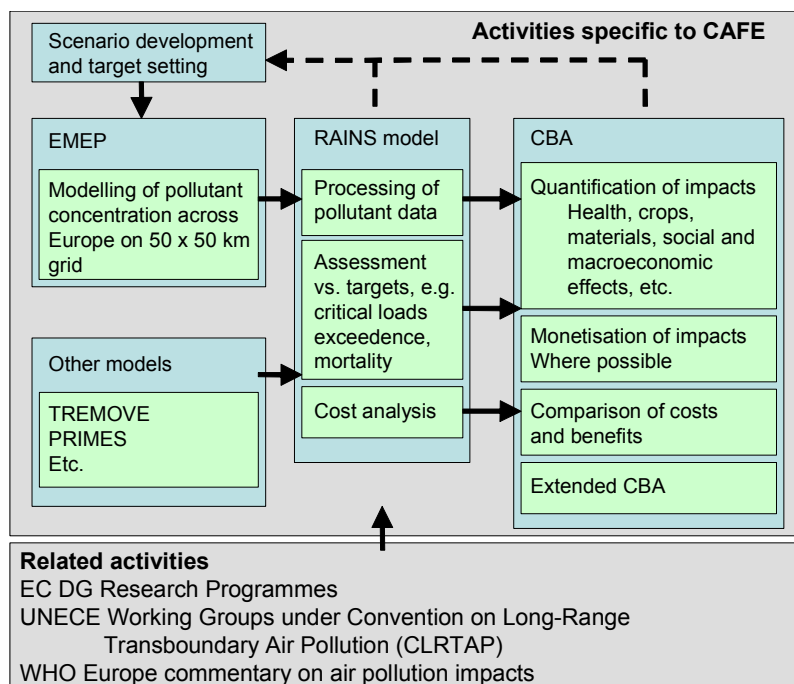 Activities specific to CAFE
Scenario development
and target setting
EMEP
Modelling of pollutant
concentration across
Europe on 50 x 50 km
grid
Other models
TREMOVE
PRIMES
Etc.
RAINS model
Processing of
pollutant data
Assessment
vs. targets, e.g.
critical loads
exceedence,
mortality
Cost analysis
CBA
Quantification of impacts
Health, crops,
materials, social and
macroeconomic
effects, etc.
Monetisation of impacts
Where possible
Comparison of costs
and benefits
Extended CBA
Related activities
EC DG Research Programmes
UNECE Working Groups under Convention on Long-Range
Transboundary Air Pollution (CLRTAP)
WHO Europe commentary on air pollution impacts